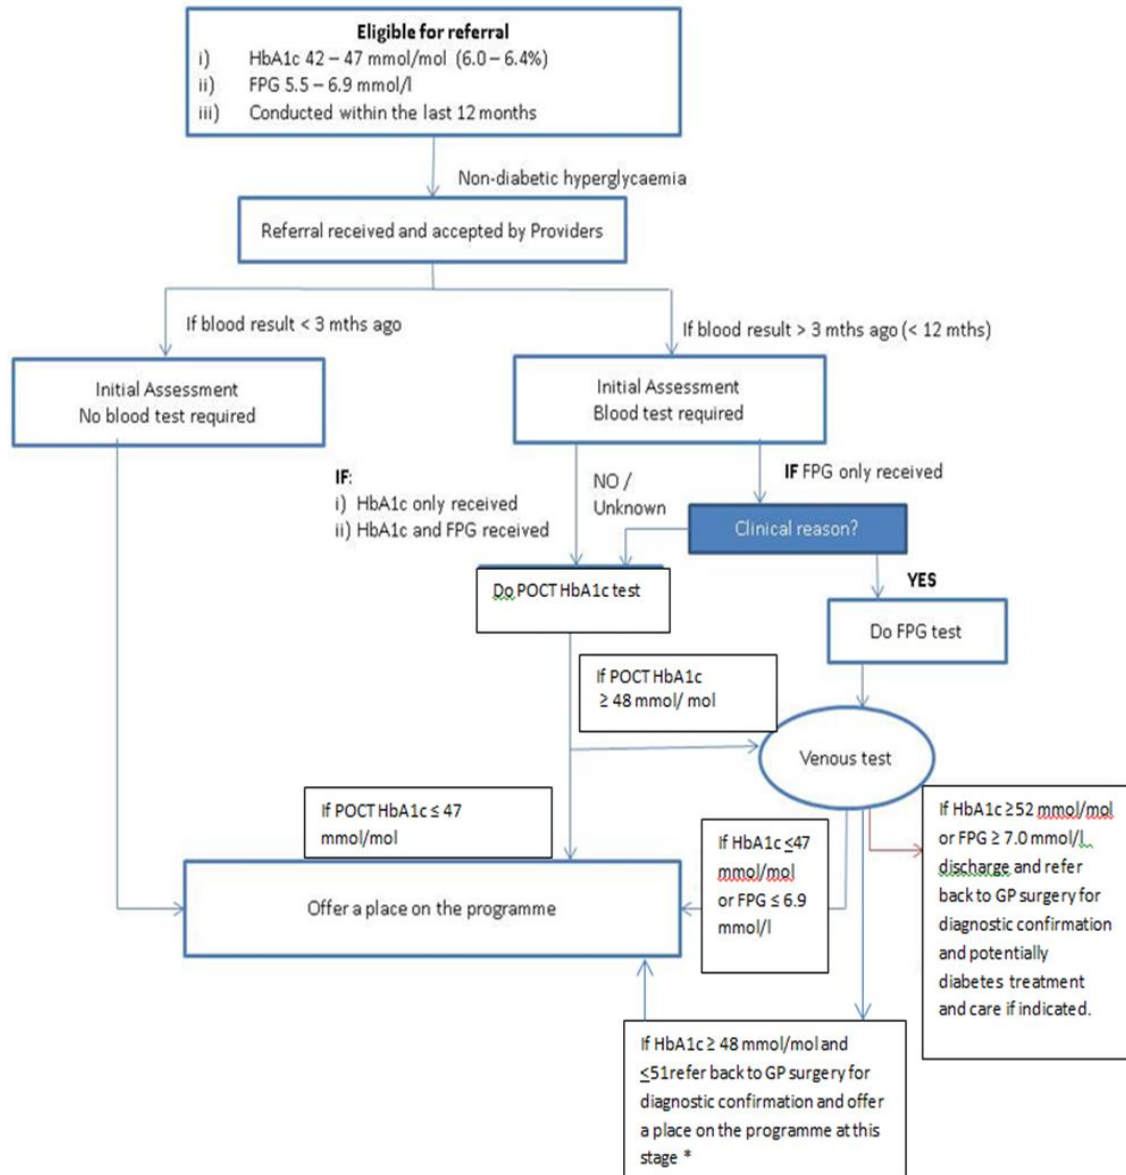 Eligible for referral
i) HbA1c 42 – 47 mmol/mol (6.0 – 6.4%)
ii) FPG 5.5 – 6.9 mmol/l
iii) Conducted within the last 12 months
Non-diabetic hyperglycaemia
Referral received and accepted by Providers
If blood result < 3 mths ago
If blood result > 3 mths ago (< 12 mths)
Initial Assessment
No blood test required
Initial Assessment
Blood test required
IF:
i) HbA1c only received
ii) HbA1c and FPG received
NO /
Unknown
IF FPG only received
Clinical reason?
YES
Do POCT HbA1c test
Do FPG test
If POCT HbA1c
≥ 48 mmol/ mol
Venous test
If POCT HbA1c ≤ 47
mmol/mol
If HbA1c ≤47
mmol/mol
or FPG ≤ 6.9
mmol/l
If HbA1c ≥52 mmol/mol
or FPG ≥ 7.0 mmol/l,
discharge and refer
back to GP surgery for
diagnostic confirmation
and potentially
diabetes treatment
and care if indicated.
Offer a place on the programme
If HbA1c ≥ 48 mmol/mol and
≤51refer back to GP surgery for
diagnostic confirmation and offer
a place on the programme at this
stage *